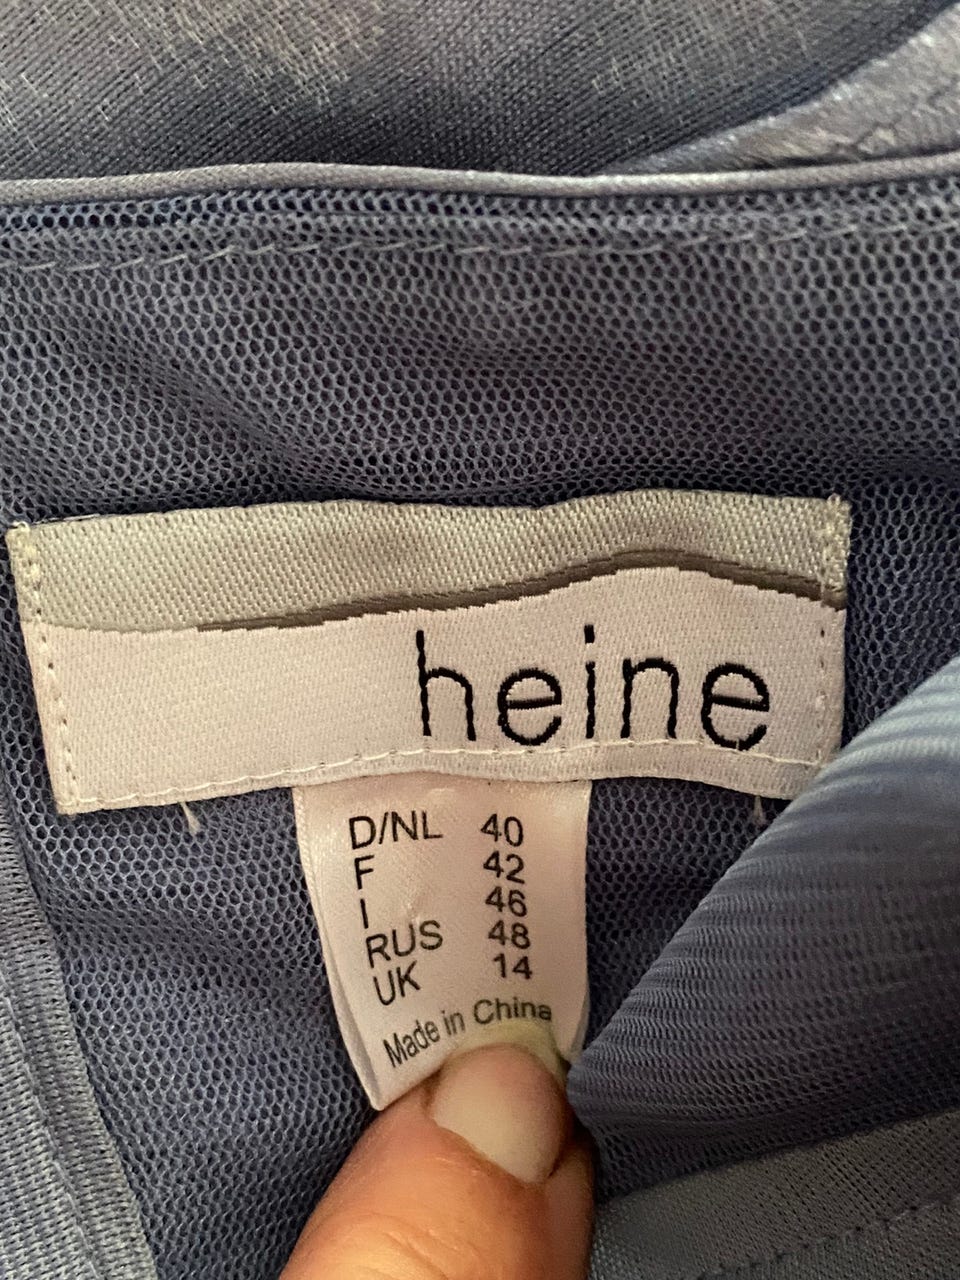 heine
D/NL 40
F 42
I 46
RUS 48
UK 14
Made in China